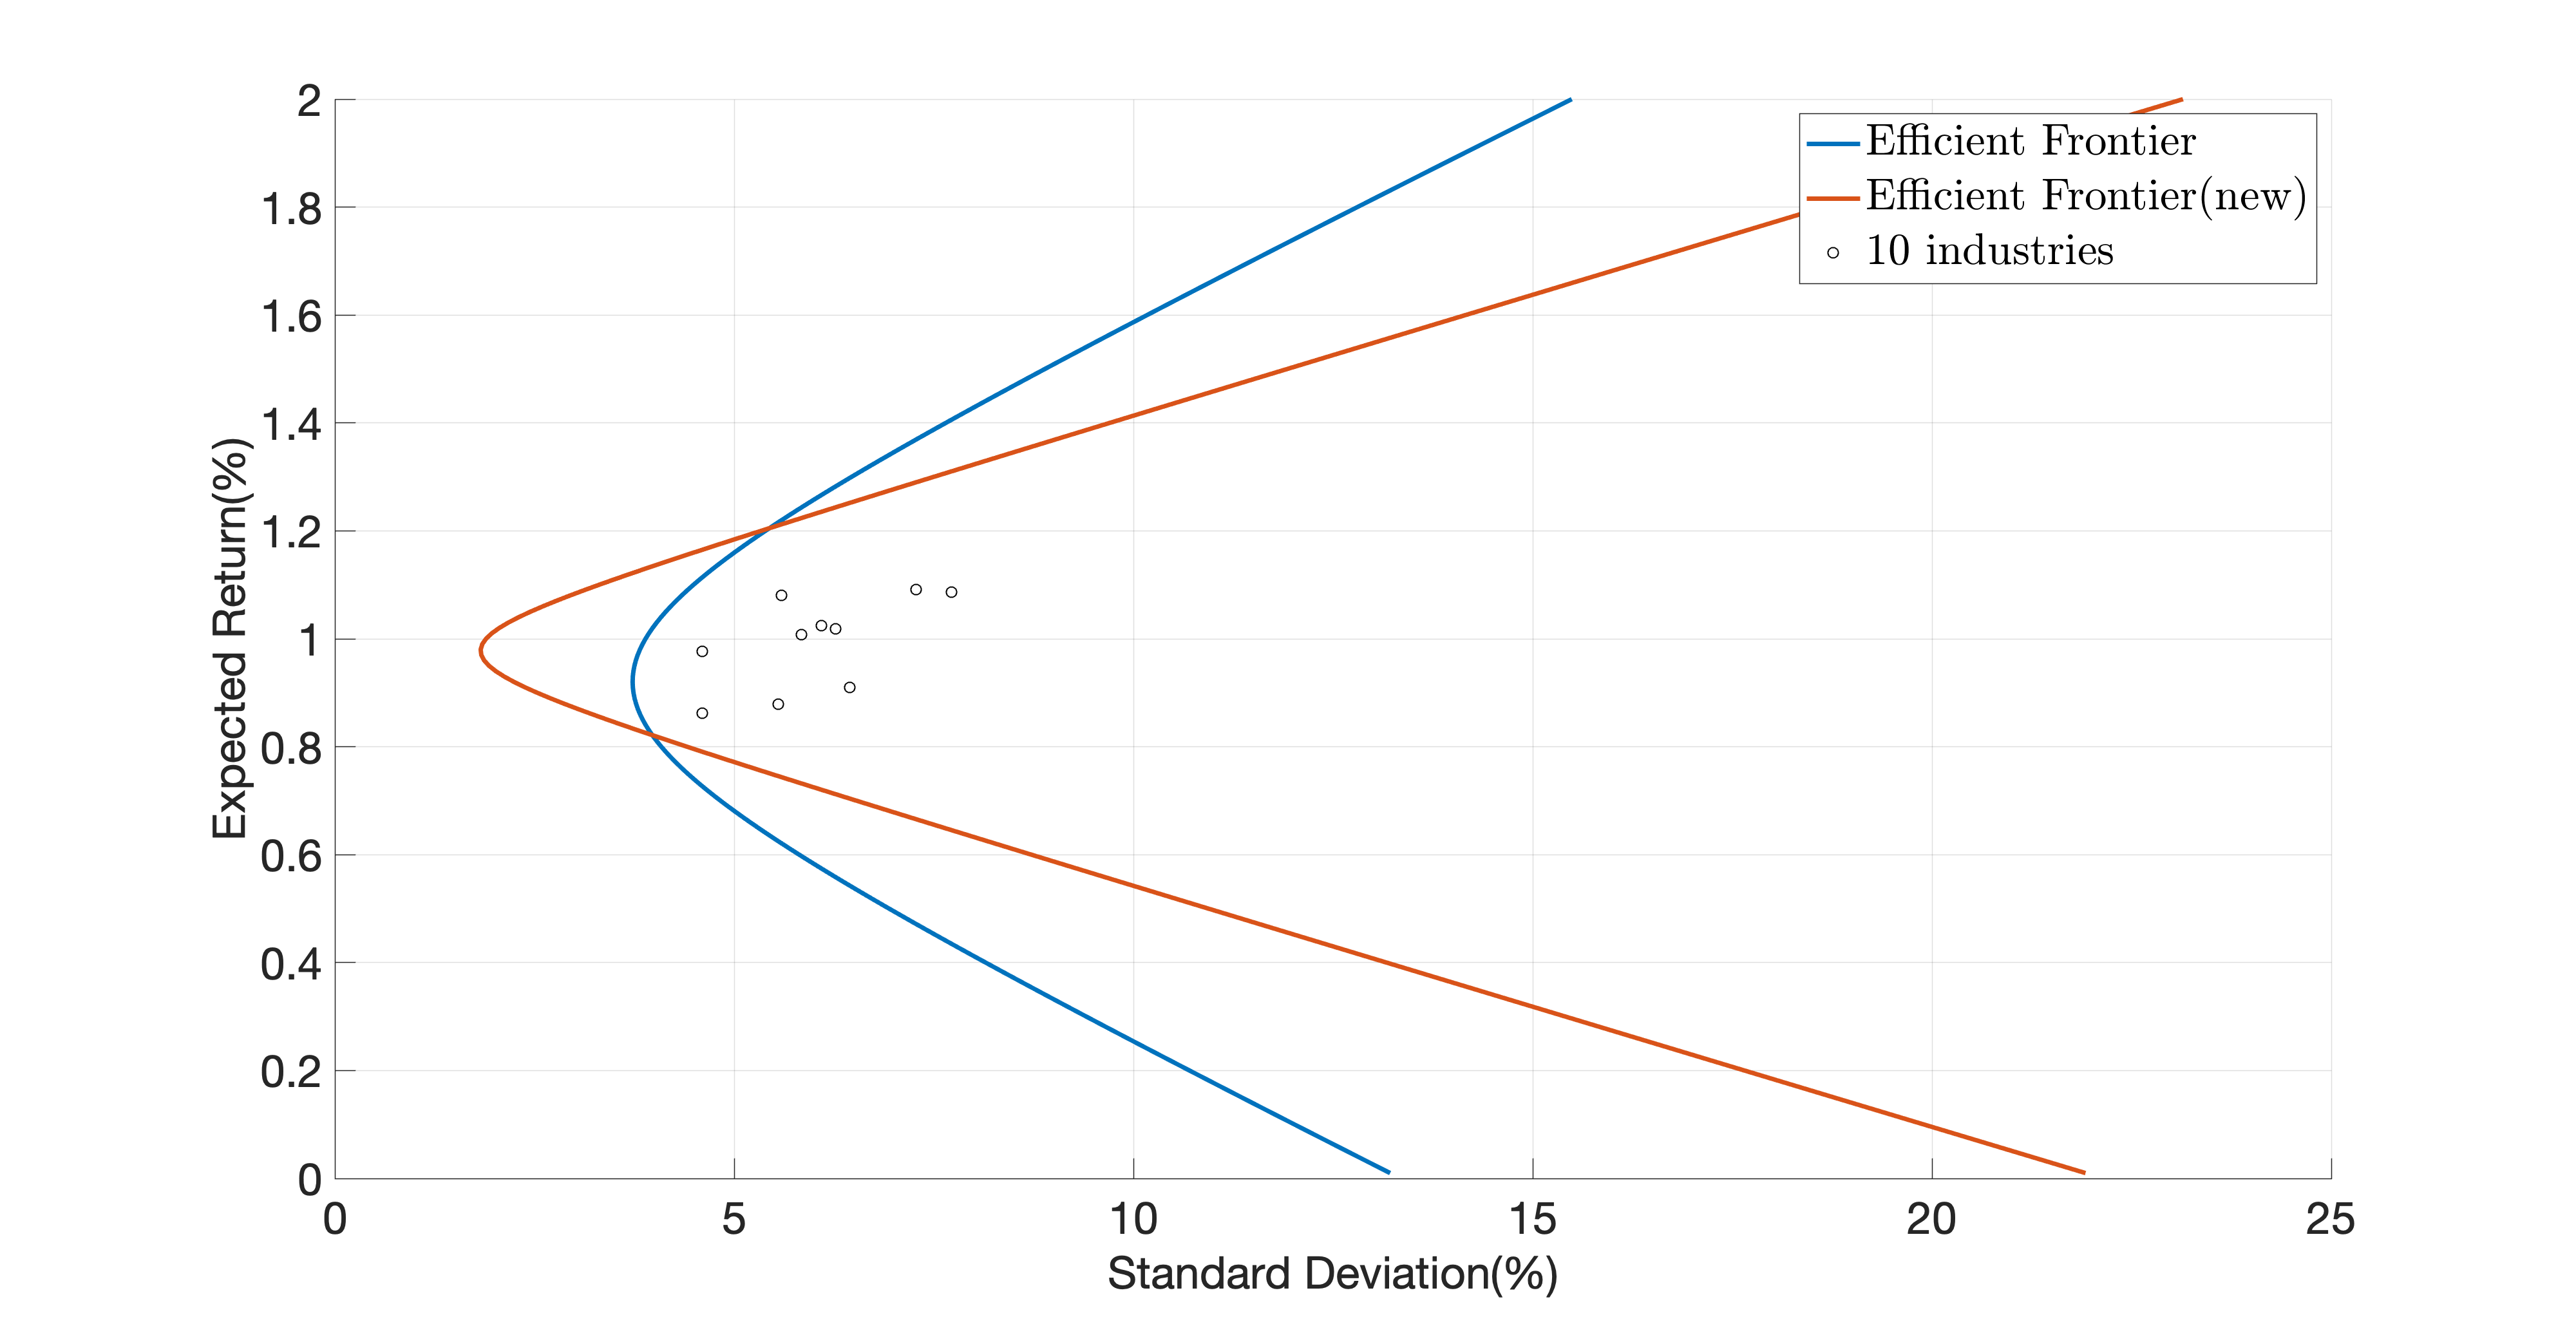 2
1.8
1.6
1.4
1.2
1
0.8
0.6
0.4
0.2
0
0 5 10 15 20 25
Expected Return(%)
Standard Deviation(%)
Efficient Frontier
Efficient Frontier(new)
10 industries